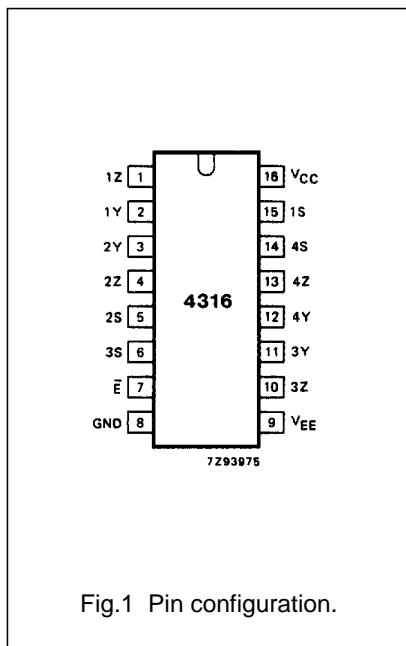 1Z 1 16 VCC
1Y 2 15 1S
2Y 3 14 4S
2Z 4 13 4Z
4316
2S 5 12 4Y
3S 6 11 3Y
E̅ 7 10 3Z
GND 8 9 VEE
7Z93975
Fig.1 Pin configuration.